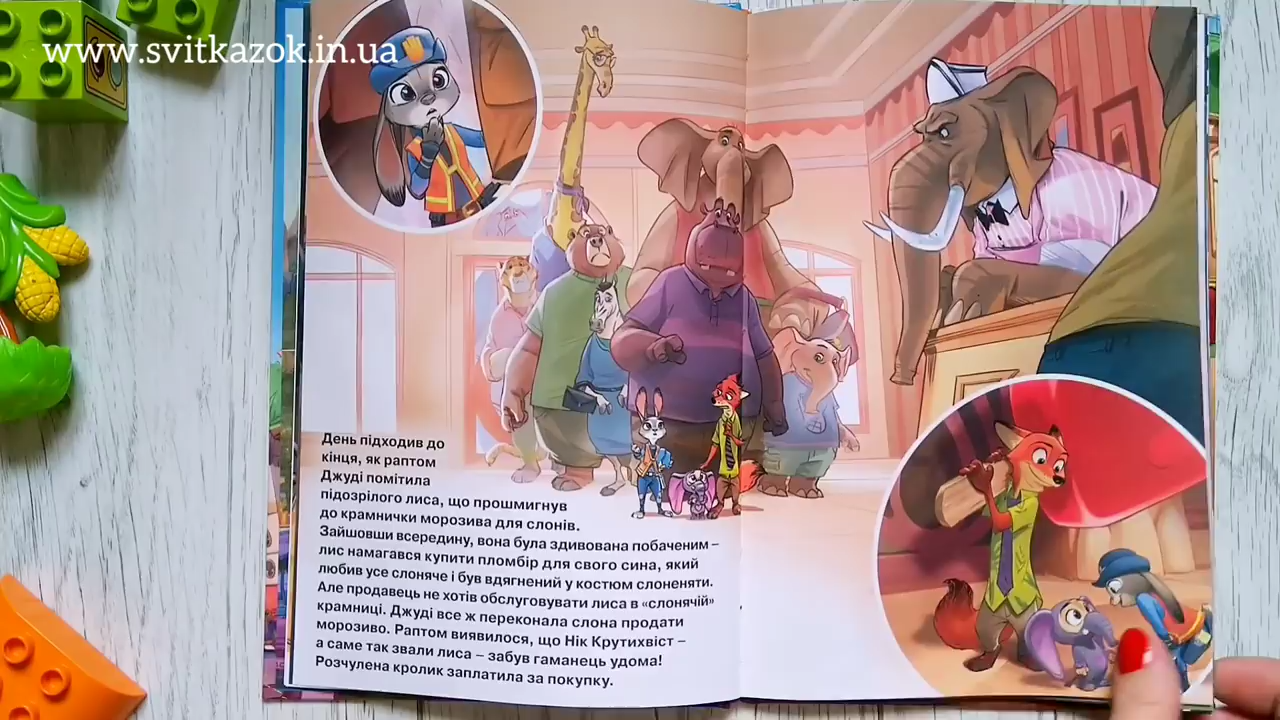 www.svitkazok.in.ua
День підходив до
кінця, як раптом
Джуді помітила
підозрілого лиса, що прошмигнув
до крамнички морозива для слонів.
Зайшовши всередину, вона була здивована побаченим –
лис намагався купити пломбір для свого сина, який
любив усе слоняче і був вдягнений у костюм слоненяти.
Але продавець не хотів обслуговувати лиса в «слонячій»
крамниці. Джуді все ж переконала слона продати
морозиво. Раптом виявилося, що Нік Крутихвіст –
а саме так звали лиса – забув гаманець удома!
Розчулена кролик заплатила за покупку.